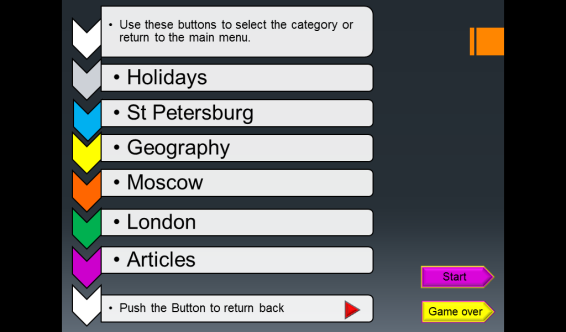 • Use these buttons to select the category or
return to the main menu.
• Holidays
• St Petersburg
• Geography
• Moscow
• London
• Articles
Start
• Push the Button to return back
Game over